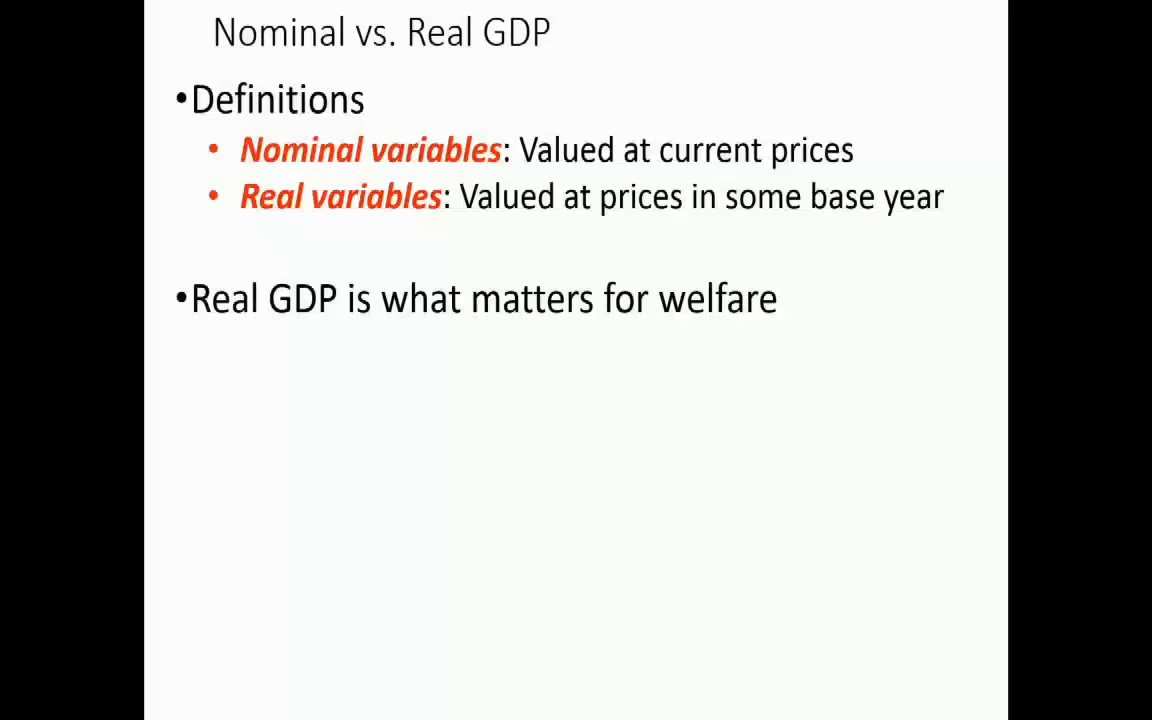 Nominal vs. Real GDP
•Definitions
• Nominal variables: Valued at current prices
• Real variables: Valued at prices in some base year
•Real GDP is what matters for welfare